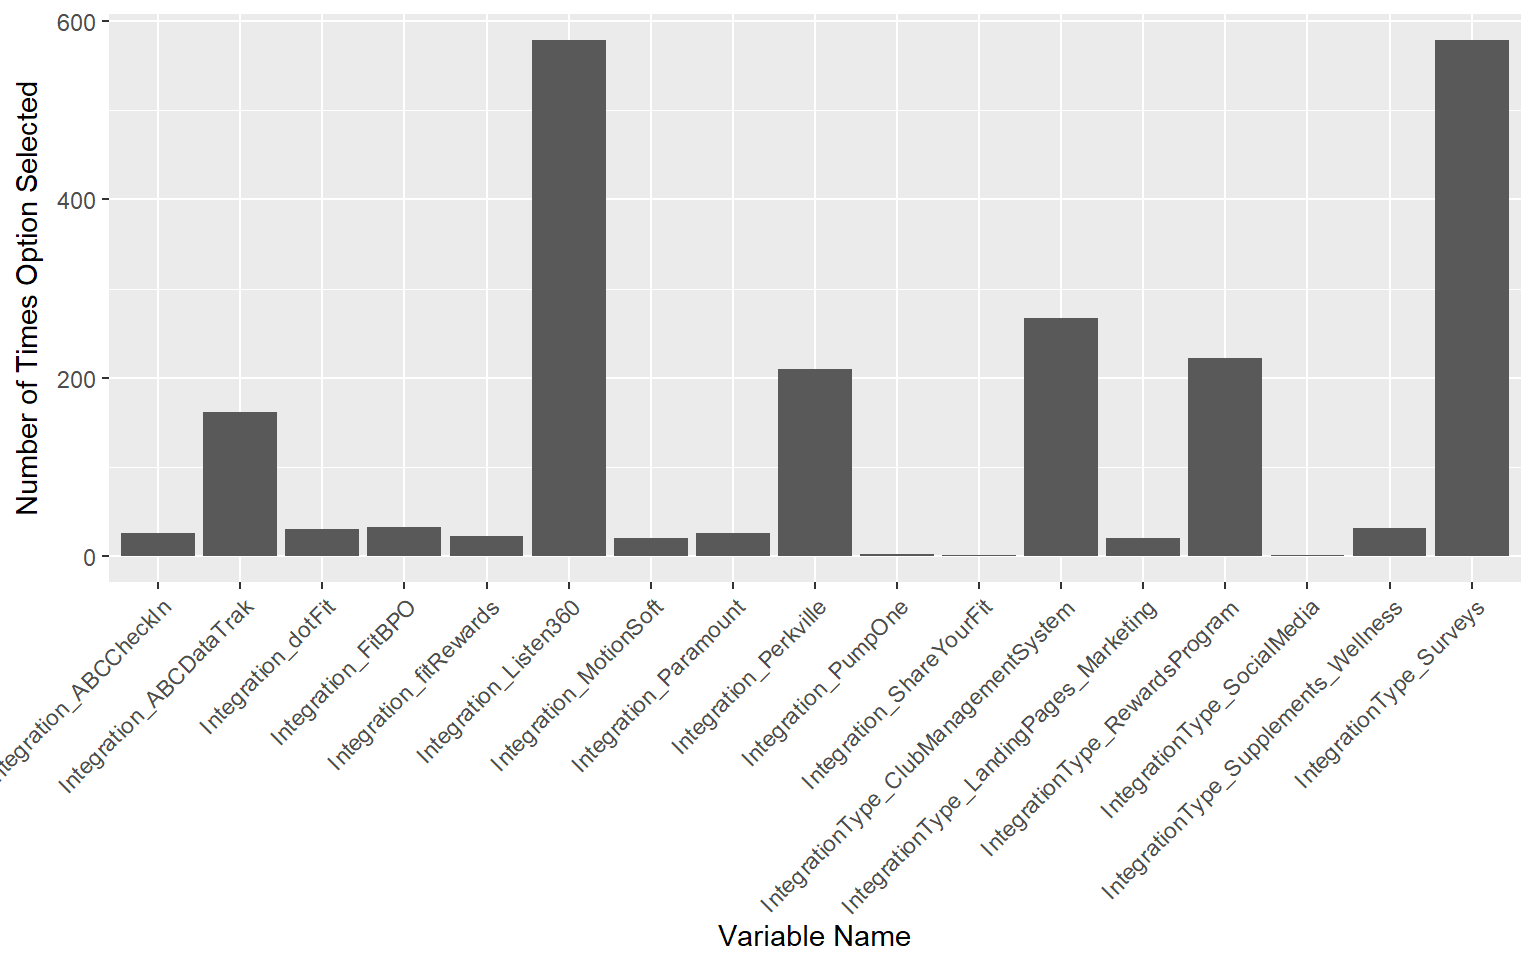 Number of Times Option Selected
600
400
200
0
ntegration_ABCCheckIn
Integration_ABCDataTrak
Integration_dotFit
Integration_FitBPO
Integration_fitRewards
Integration_Listen360
Integration_MotionSoft
Integration_Paramount
Integration_Perkville
Integration_PumpOne
Integration_ShareYourFit
IntegrationType_ClubManagementSystem
IntegrationType_LandingPages_Marketing
IntegrationType_RewardsProgram
IntegrationType_SocialMedia
IntegrationType_Supplements_Wellness
IntegrationType_Surveys
Variable Name